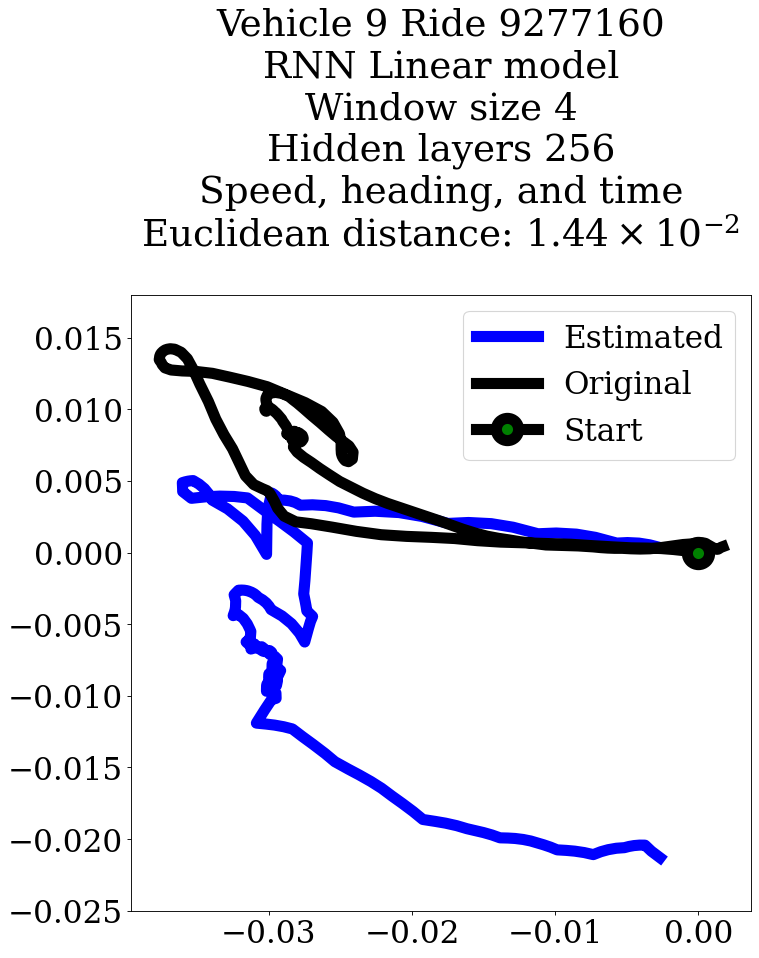 Vehicle 9 Ride 9277160
RNN Linear model
Window size 4
Hidden layers 256
Speed, heading, and time
Euclidean distance: 1.44 × 10⁻²
Estimated
Original
Start
0.015
0.010
0.005
0.000
−0.005
−0.010
−0.015
−0.020
−0.025
−0.03 −0.02 −0.01 0.00